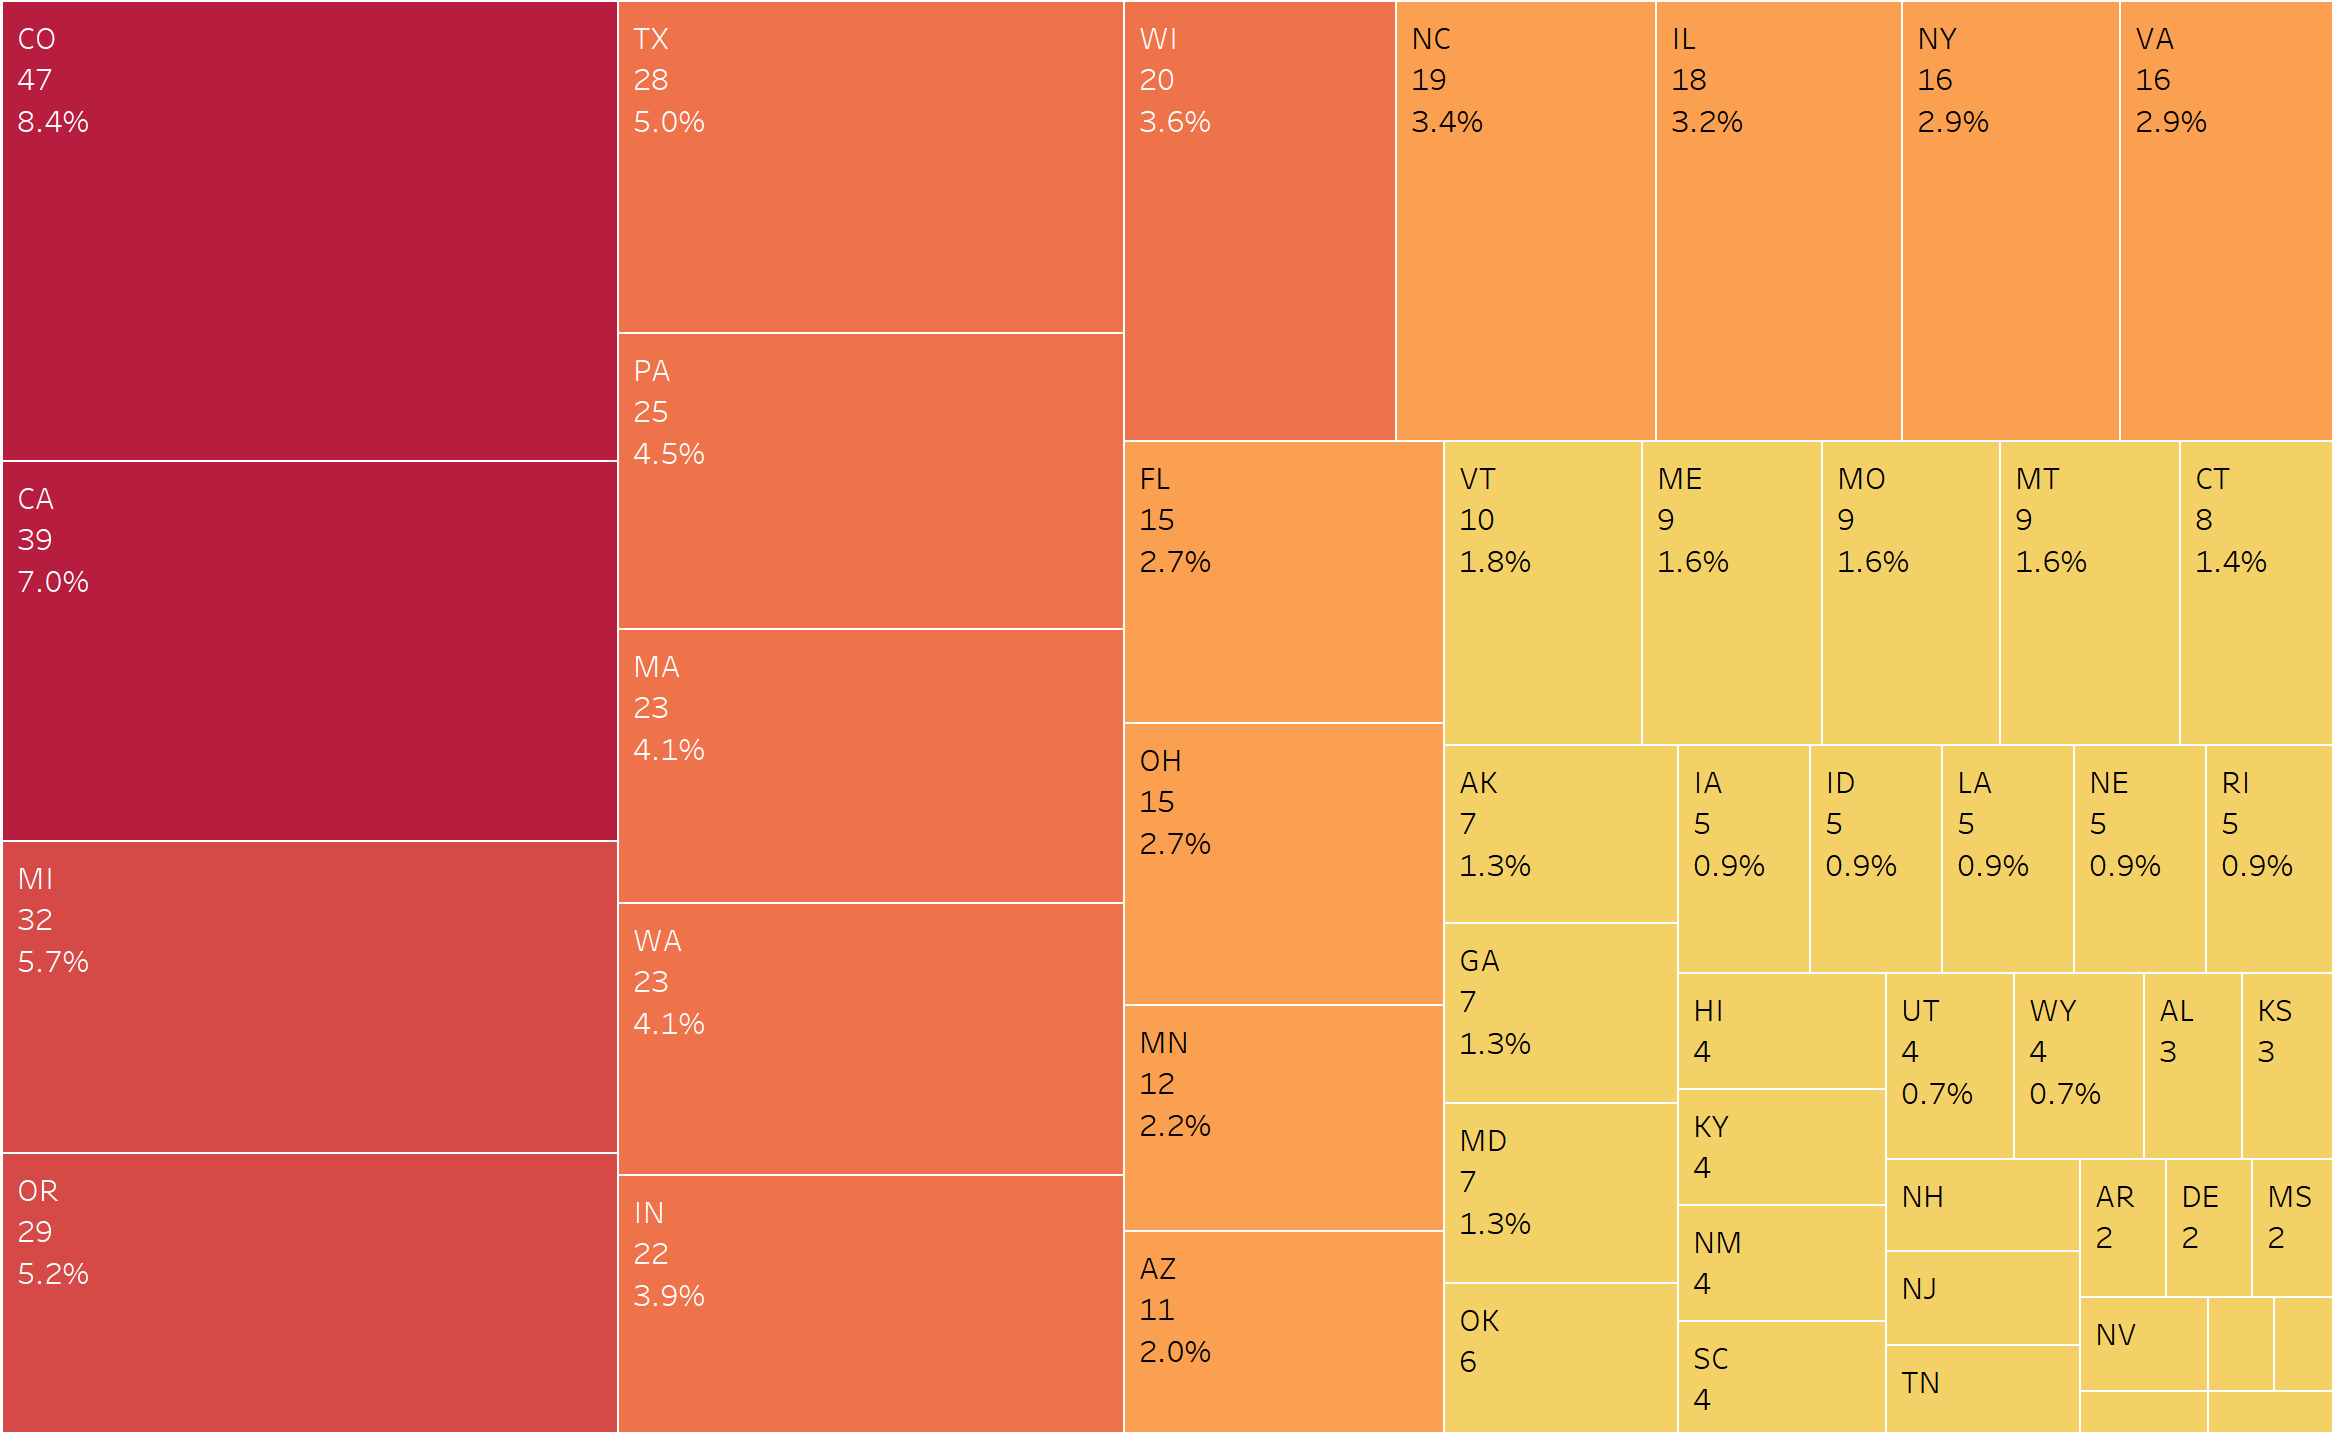 CO
47
8.4%
CA
39
7.0%
MI
32
5.7%
OR
29
5.2%
TX
28
5.0%
PA
25
4.5%
MA
23
4.1%
WA
23
4.1%
IN
22
3.9%
WI
20
3.6%
NC
19
3.4%
IL
18
3.2%
NY
16
2.9%
VA
16
2.9%
FL
15
2.7%
OH
15
2.7%
MN
12
2.2%
AZ
11
2.0%
VT
10
1.8%
ME
9
1.6%
MO
9
1.6%
MT
9
1.6%
CT
8
1.4%
AK
7
1.3%
GA
7
1.3%
MD
7
1.3%
OK
6
IA
5
0.9%
ID
5
0.9%
LA
5
0.9%
NE
5
0.9%
RI
5
0.9%
HI
4
KY
4
NM
4
SC
4
UT
4
0.7%
WY
4
0.7%
AL
3
KS
3
NH
NJ
TN
AR
2
DE
2
MS
2
NV